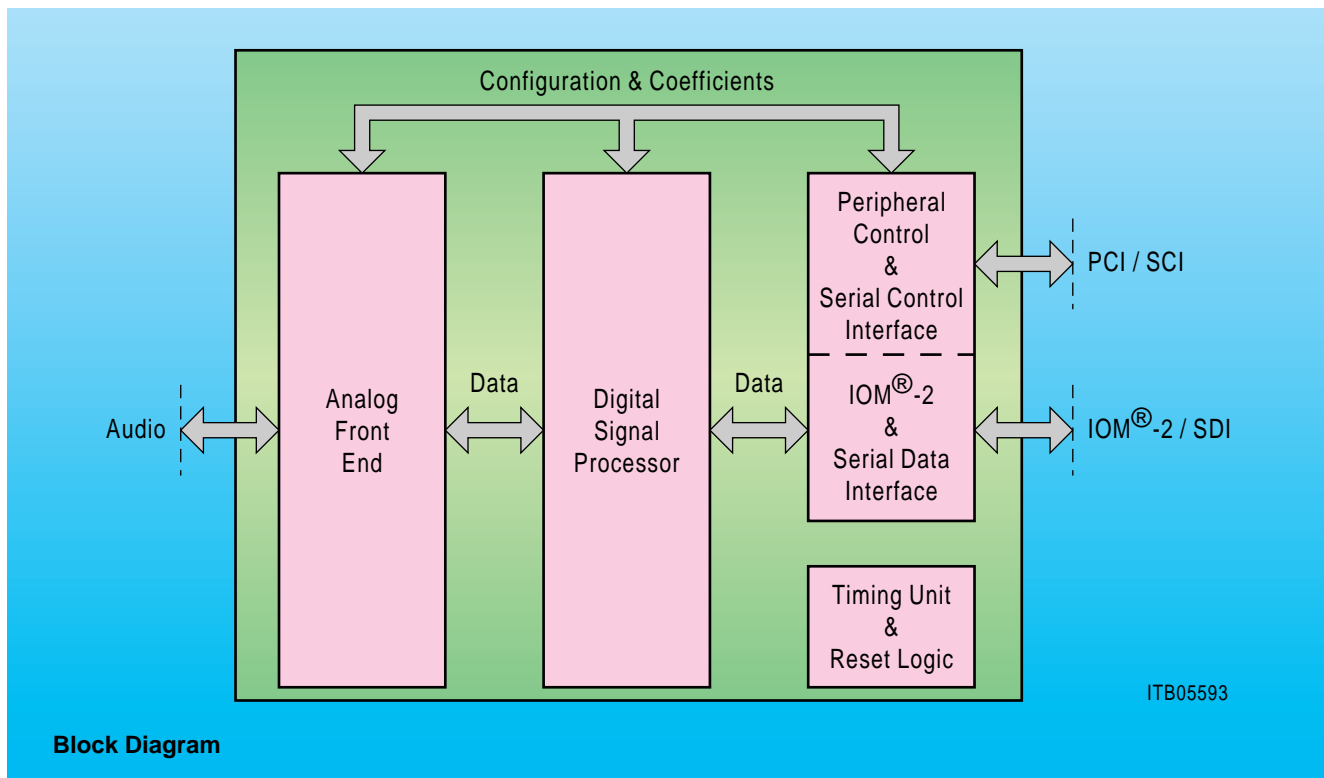 Configuration & Coefficients
Peripheral
Control
&
Serial Control
Interface
PCI / SCI
Audio
Analog
Front
End
Data
Digital
Signal
Processor
Data
IOM®-2
&
Serial Data
Interface
IOM®-2 / SDI
Timing Unit
&
Reset Logic
ITB05593
Block Diagram